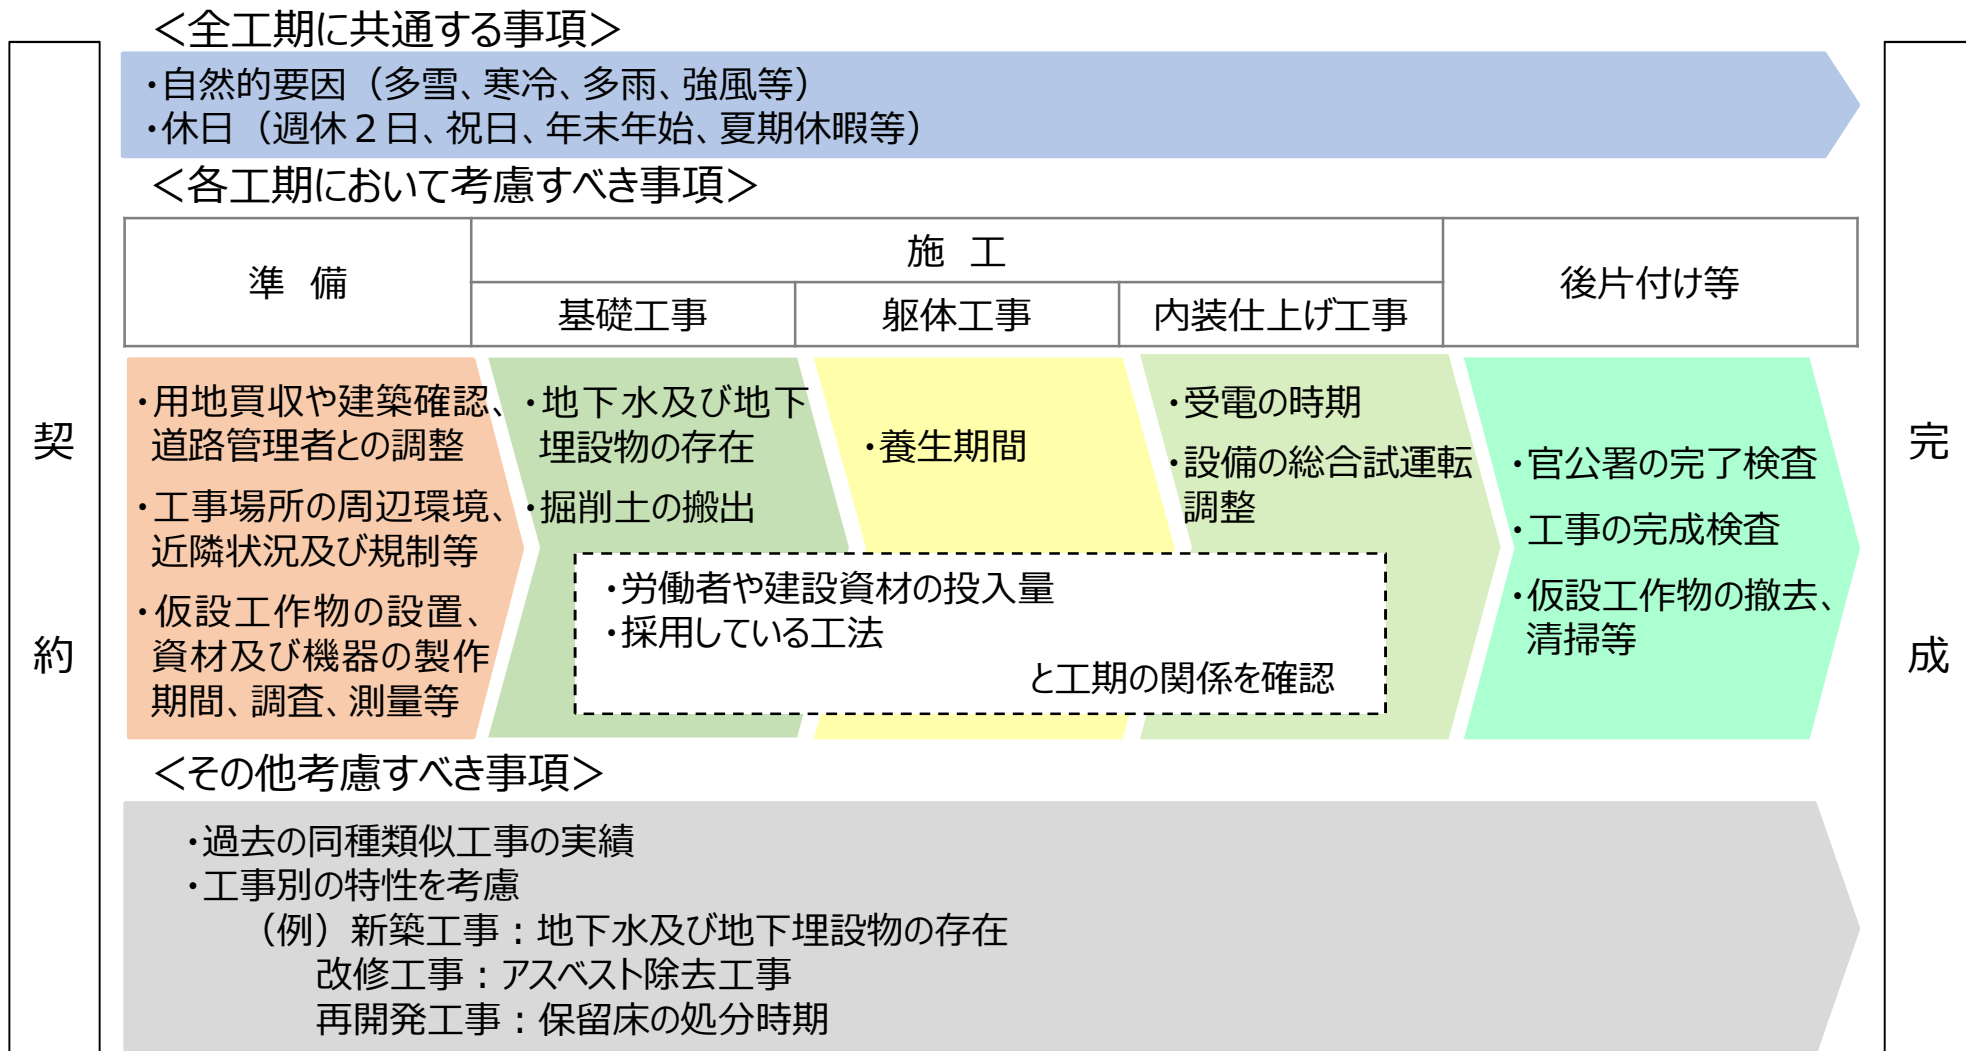 ＜全工期に共通する事項＞
・自然的要因（多雪、寒冷、多雨、強風等）
・休日（週休２日、祝日、年末年始、夏期休暇等）
＜各工期において考慮すべき事項＞
契
約
準　備
施　工
基礎工事
躯体工事
内装仕上げ工事
後片付け等
・用地買収や建築確認、
道路管理者との調整
・工事場所の周辺環境、
近隣状況及び規制等
・仮設工作物の設置、
資材及び機器の製作
期間、調査、測量等
・地下水及び地下
埋設物の存在
・掘削土の搬出
・養生期間
・受電の時期
・設備の総合試運転
調整
・労働者や建設資材の投入量
・採用している工法
と工期の関係を確認
・官公署の完了検査
・工事の完成検査
・仮設工作物の撤去、
清掃等
完
成
＜その他考慮すべき事項＞
・過去の同種類似工事の実績
・工事別の特性を考慮
（例）新築工事：地下水及び地下埋設物の存在
改修工事：アスベスト除去工事
再開発工事：保留床の処分時期